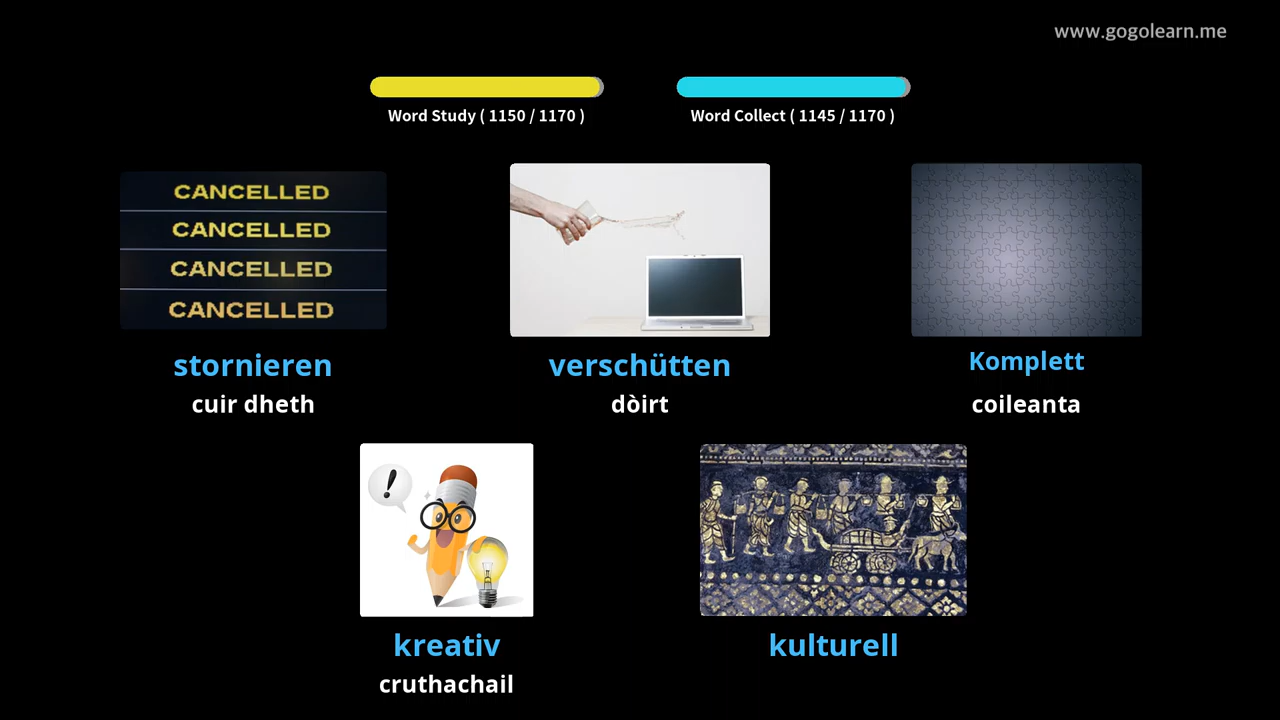 www.gogolearn.me
Word Study ( 1150 / 1170 )
Word Collect ( 1145 / 1170 )
CANCELLED
CANCELLED
CANCELLED
CANCELLED
stornieren
cuir dheth
verschütten
dòirt
Komplett
coileanta
!
kreativ
cruthachail
kulturell